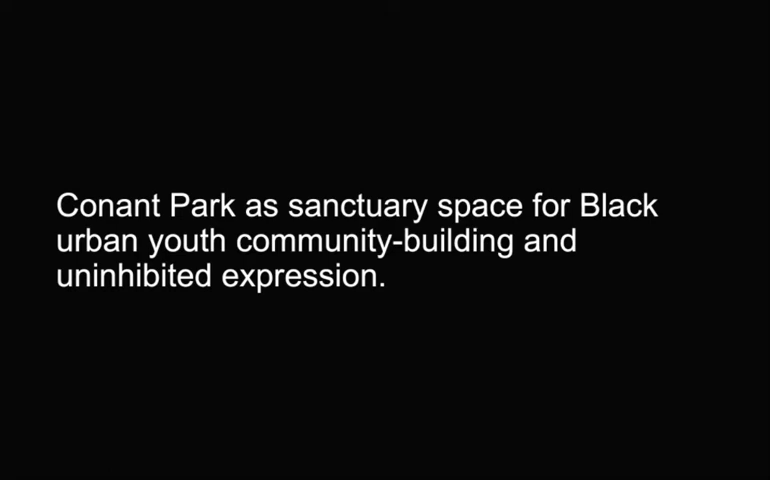 Conant Park as sanctuary space for Black
urban youth community-building and
uninhibited expression.